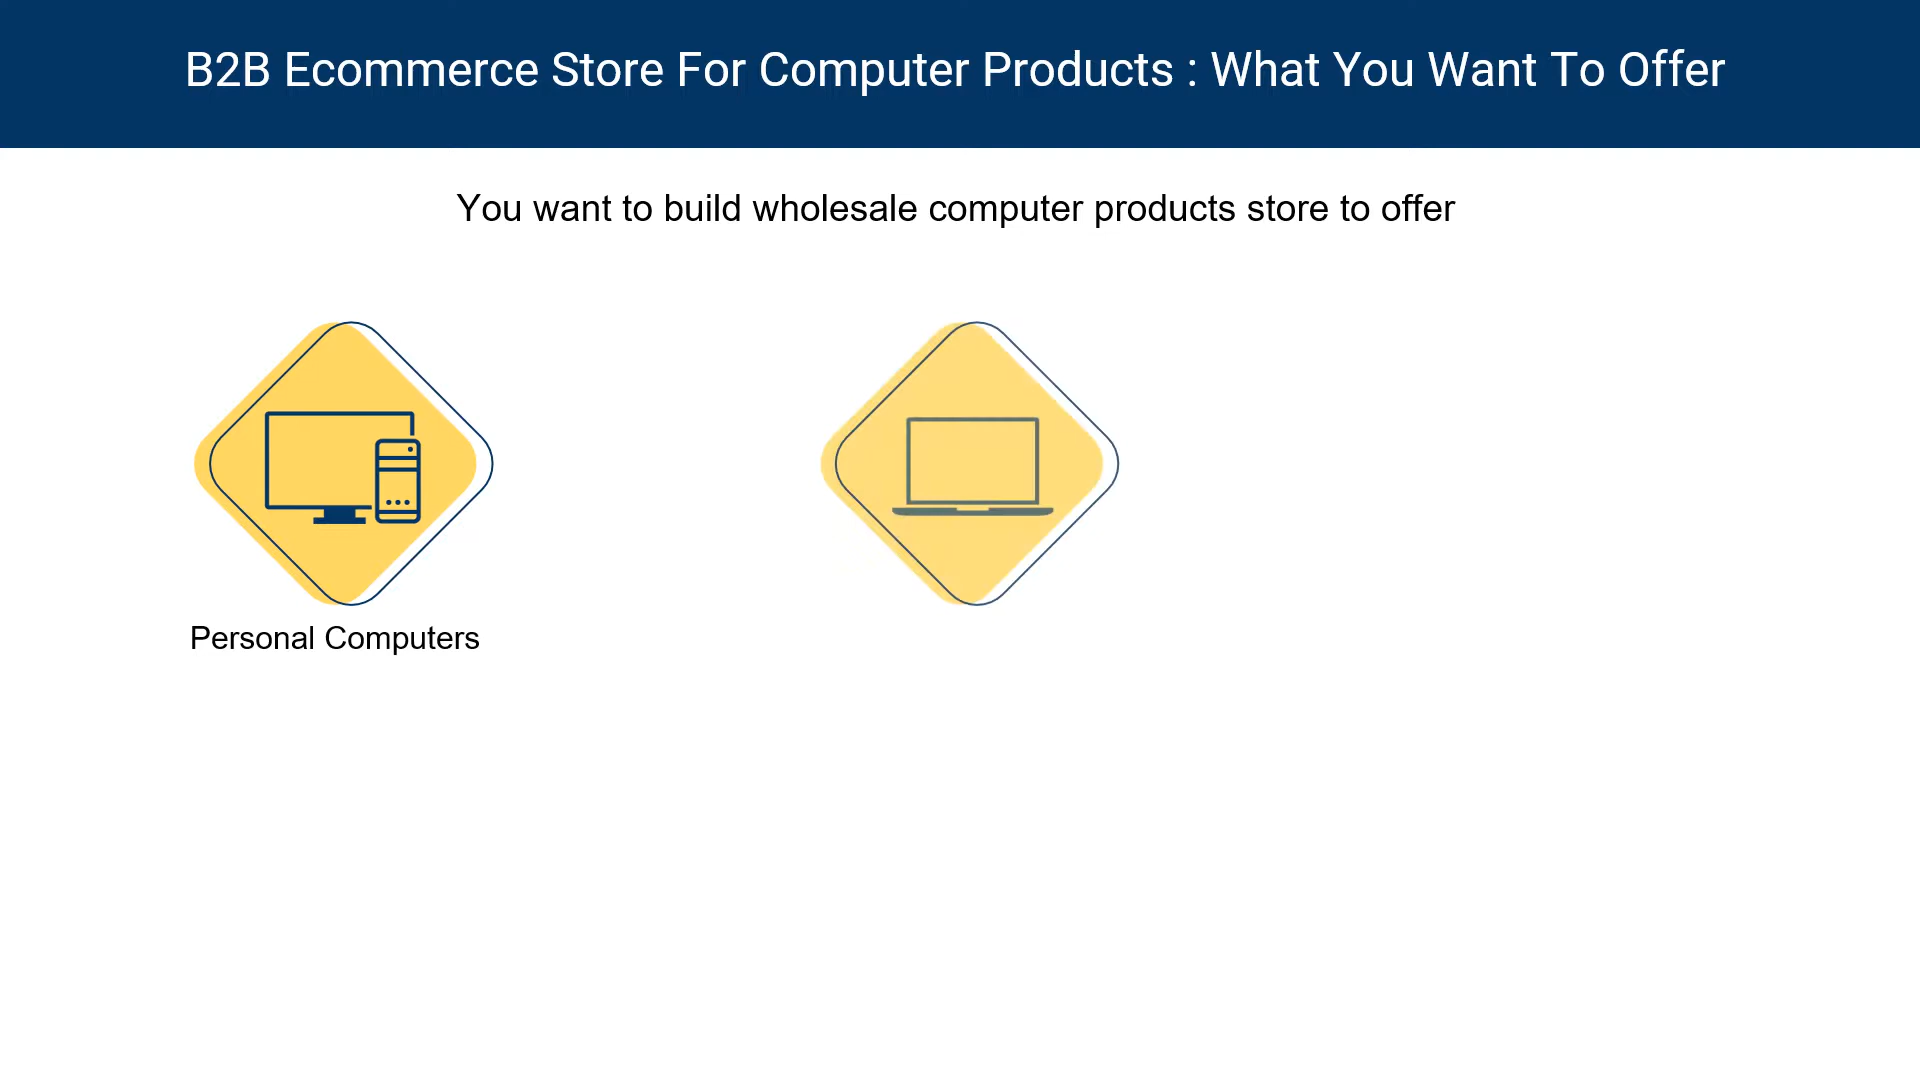 B2B Ecommerce Store For Computer Products : What You Want To Offer
You want to build wholesale computer products store to offer
Personal Computers